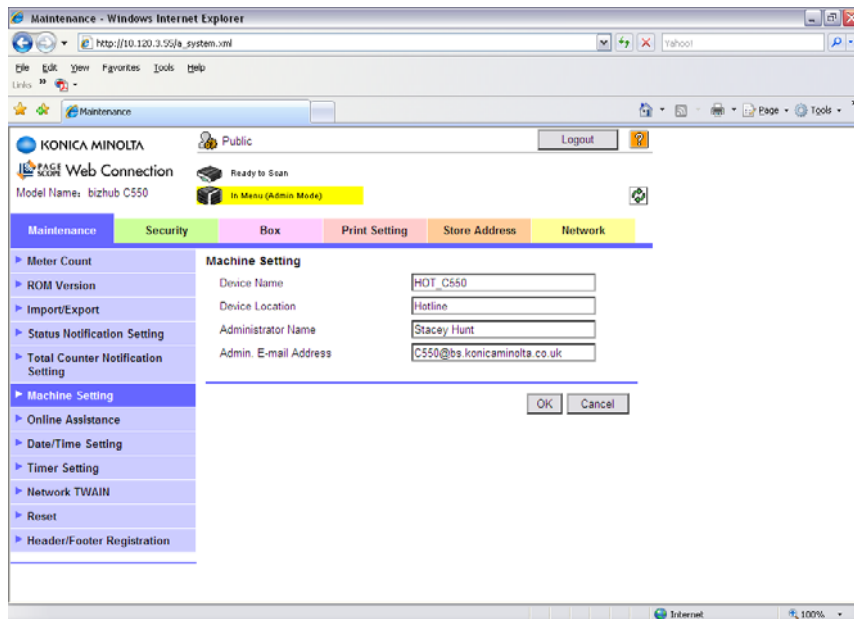 Maintenance - Windows Internet Explorer
http://10.120.3.55/a_system.xml
Yahoo!
File Edit View Favorites Tools Help
Links »
Maintenance
Page Tools
KONICA MINOLTA
Public
Logout
?
PAGE SCOPE Web Connection
Ready to Scan
Model Name: bizhub C550
In Menu (Admin Mode)
Maintenance Security Box Print Setting Store Address Network
Meter Count
ROM Version
Import/Export
Status Notification Setting
Total Counter Notification
Setting
Machine Setting
Online Assistance
Date/Time Setting
Timer Setting
Network TWAIN
Reset
Header/Footer Registration
Machine Setting
Device Name HOT_C550
Device Location Hotline
Administrator Name Stacey Hunt
Admin. E-mail Address C550@bs.konicaminolta.co.uk
OK Cancel
Internet 100%